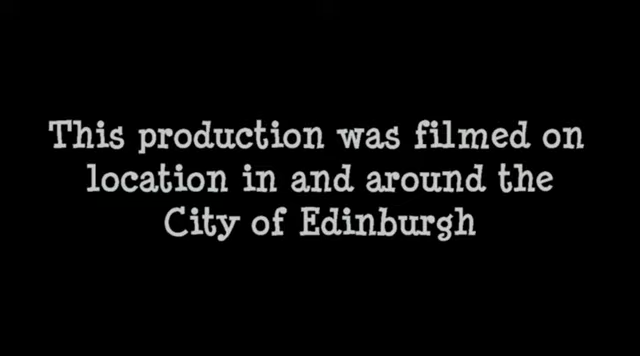 This production was filmed on
location in and around the
City of Edinburgh